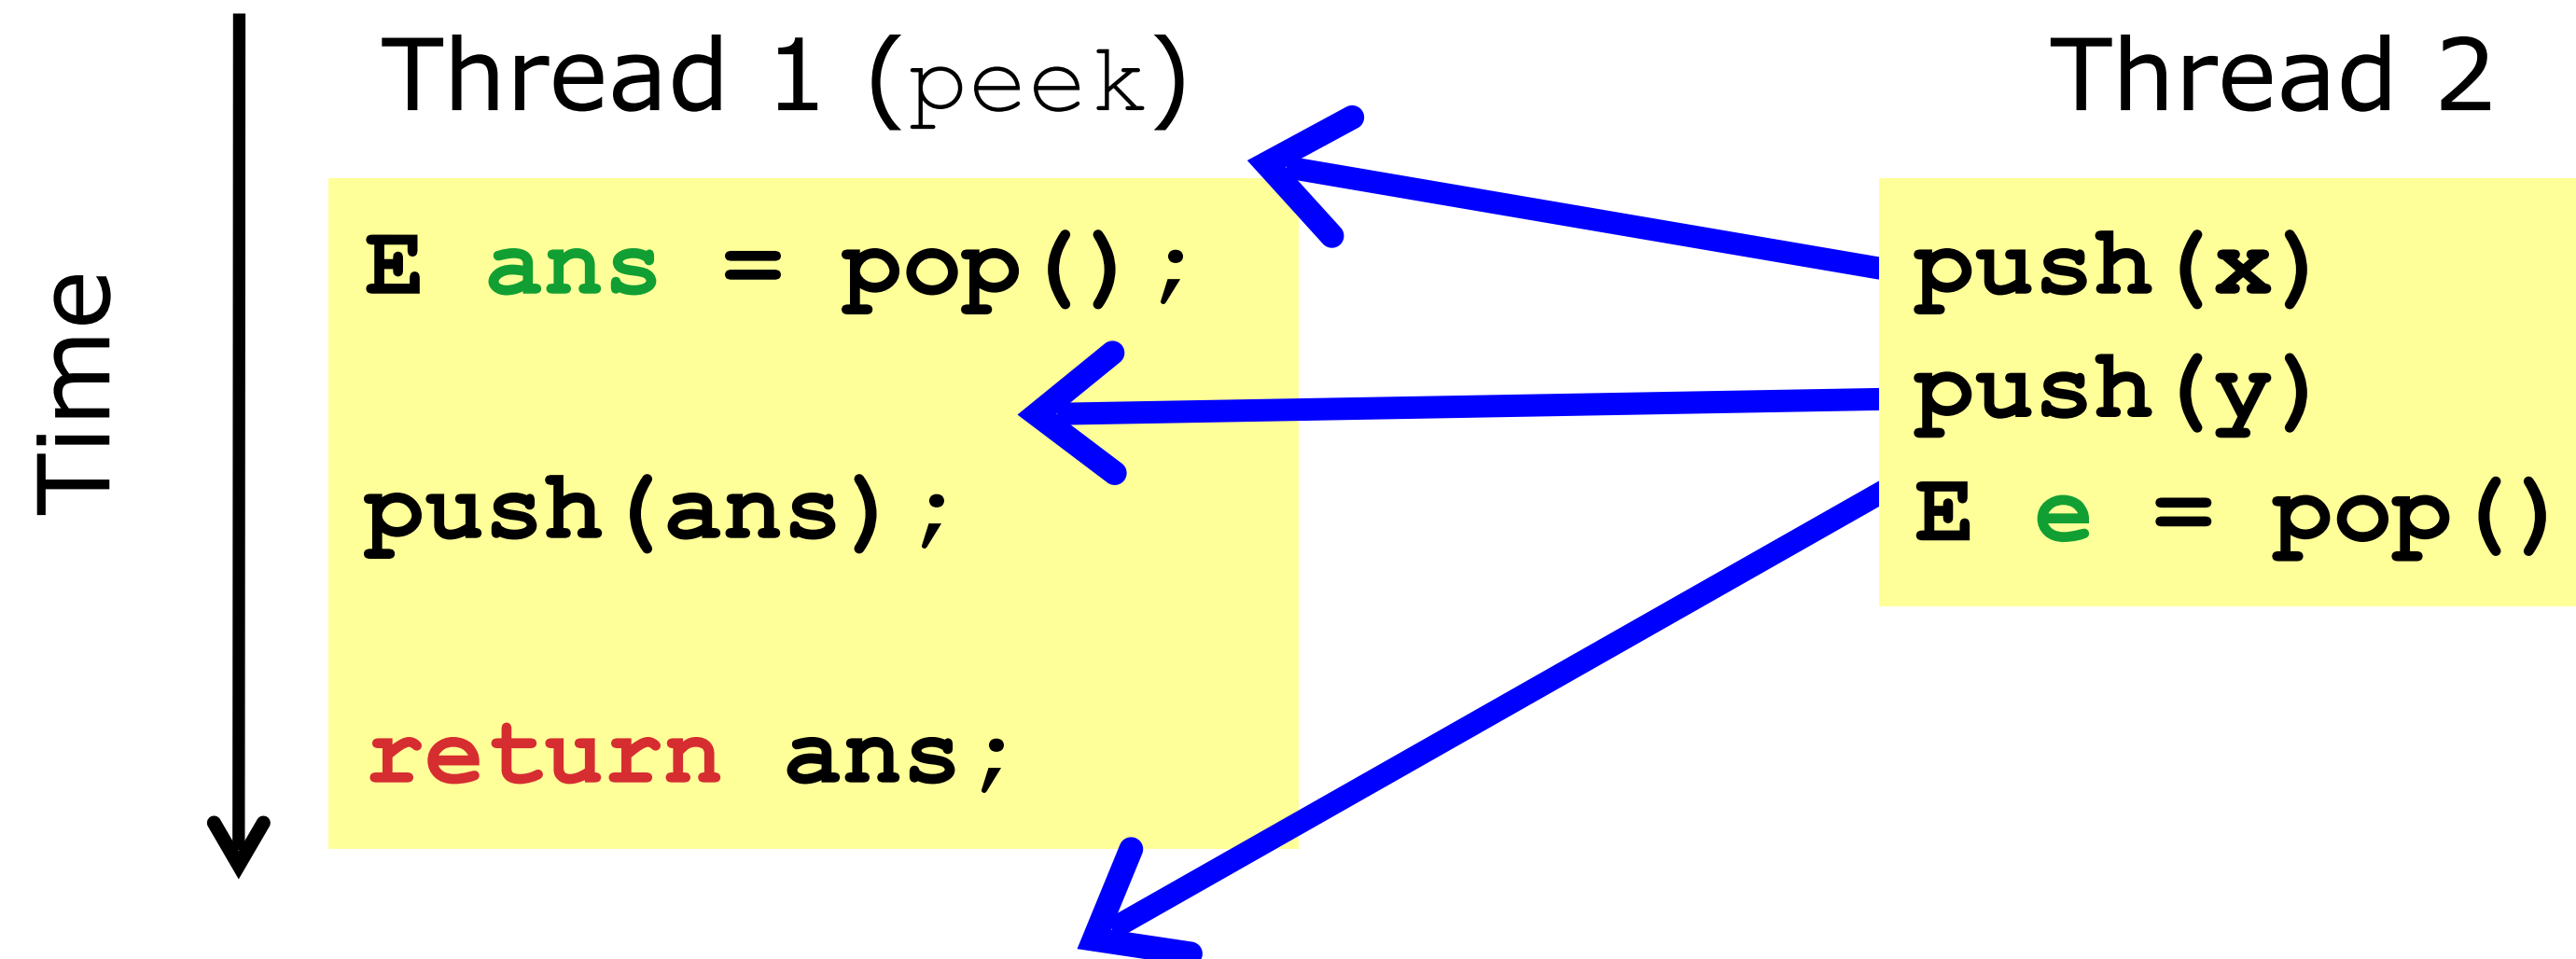 Time
Thread 1 (peek)
E ans = pop();
push(ans);
return ans;
Thread 2
push(x)
push(y)
E e = pop()